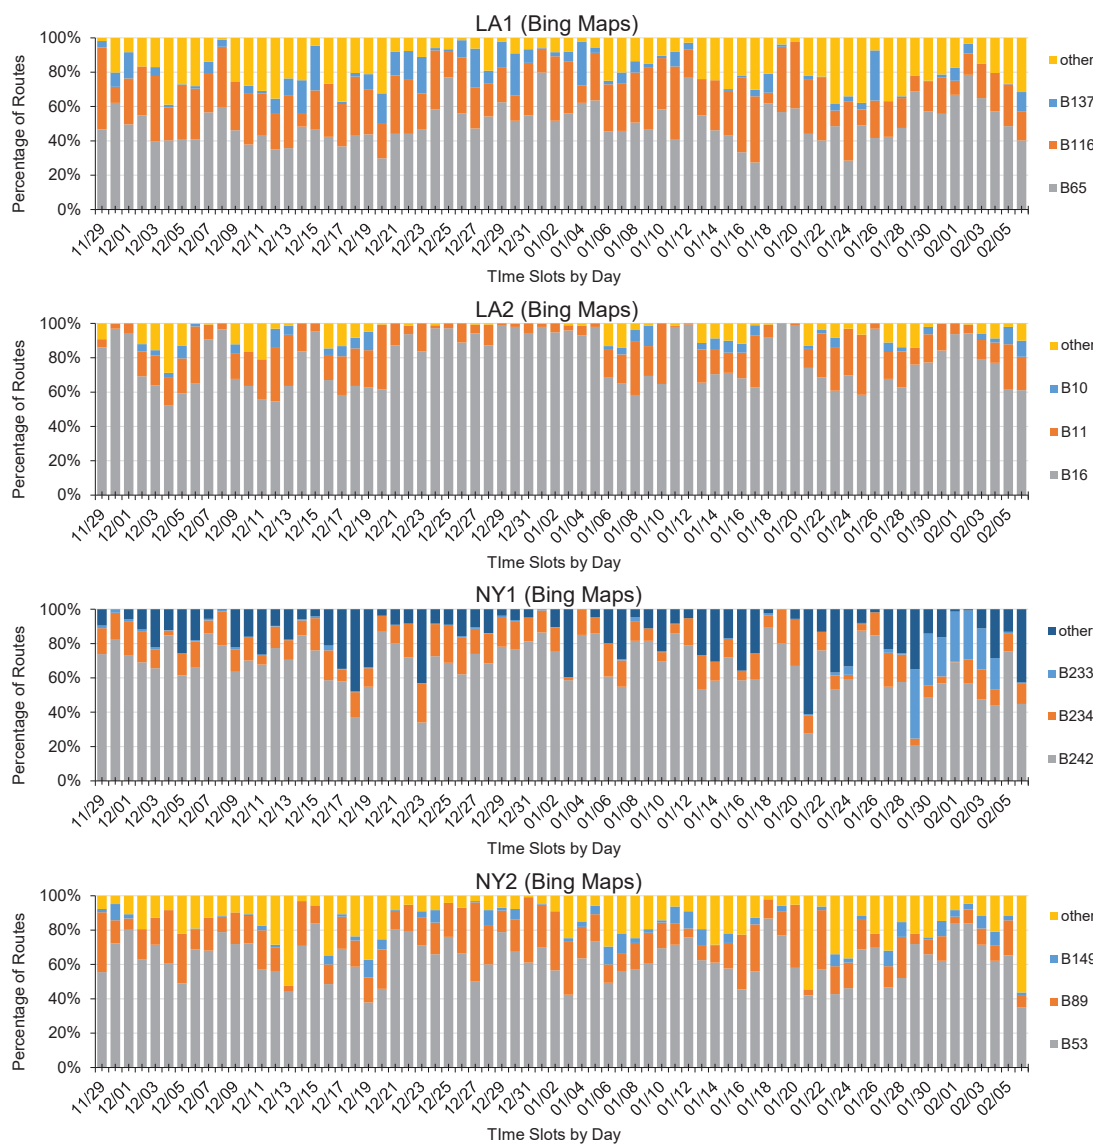 LA1 (Bing Maps)
Percentage of Routes
100%
80%
60%
40%
20%
0%
11/29 12/01 12/03 12/05 12/07 12/09 12/11 12/13 12/15 12/17 12/19 12/21 12/23 12/25 12/27 12/29 12/31 01/02 01/04 01/06 01/08 01/10 01/12 01/14 01/16 01/18 01/20 01/22 01/24 01/26 01/28 01/30 02/01 02/03 02/05
TIme Slots by Day
other
B137
B116
B65
LA2 (Bing Maps)
Percentage of Routes
100%
80%
60%
40%
20%
0%
11/29 12/01 12/03 12/05 12/07 12/09 12/11 12/13 12/15 12/17 12/19 12/21 12/23 12/25 12/27 12/29 12/31 01/02 01/04 01/06 01/08 01/10 01/12 01/14 01/16 01/18 01/20 01/22 01/24 01/26 01/28 01/30 02/01 02/03 02/05
TIme Slots by Day
other
B10
B11
B16
NY1 (Bing Maps)
Percentage of Routes
100%
80%
60%
40%
20%
0%
11/29 12/01 12/03 12/05 12/07 12/09 12/11 12/13 12/15 12/17 12/19 12/21 12/23 12/25 12/27 12/29 12/31 01/02 01/04 01/06 01/08 01/10 01/12 01/14 01/16 01/18 01/20 01/22 01/24 01/26 01/28 01/30 02/01 02/03 02/05
TIme Slots by Day
other
B233
B234
B242
NY2 (Bing Maps)
Percentage of Routes
100%
80%
60%
40%
20%
0%
11/29 12/01 12/03 12/05 12/07 12/09 12/11 12/13 12/15 12/17 12/19 12/21 12/23 12/25 12/27 12/29 12/31 01/02 01/04 01/06 01/08 01/10 01/12 01/14 01/16 01/18 01/20 01/22 01/24 01/26 01/28 01/30 02/01 02/03 02/05
TIme Slots by Day
other
B149
B89
B53